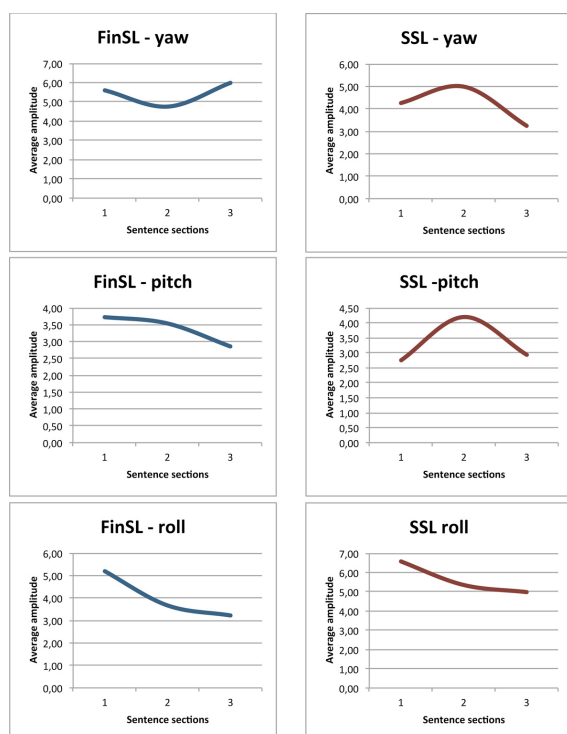 FinSL - yaw
7,00
6,00
5,00
4,00
3,00
2,00
1,00
0,00
Average amplitude
1 2 3
Sentence sections
SSL - yaw
6,00
5,00
4,00
3,00
2,00
1,00
0,00
Average amplitude
1 2 3
Sentence sections
FinSL - pitch
4,00
3,50
3,00
2,50
2,00
1,50
1,00
0,50
0,00
Average amplitude
1 2 3
Sentence sections
SSL -pitch
4,50
4,00
3,50
3,00
2,50
2,00
1,50
1,00
0,50
0,00
Average amplitude
1 2 3
Sentence sections
FinSL - roll
6,00
5,00
4,00
3,00
2,00
1,00
0,00
Average amplitude
1 2 3
Sentence sections
SSL roll
7,00
6,00
5,00
4,00
3,00
2,00
1,00
0,00
Average amplitude
1 2 3
Sentence sections